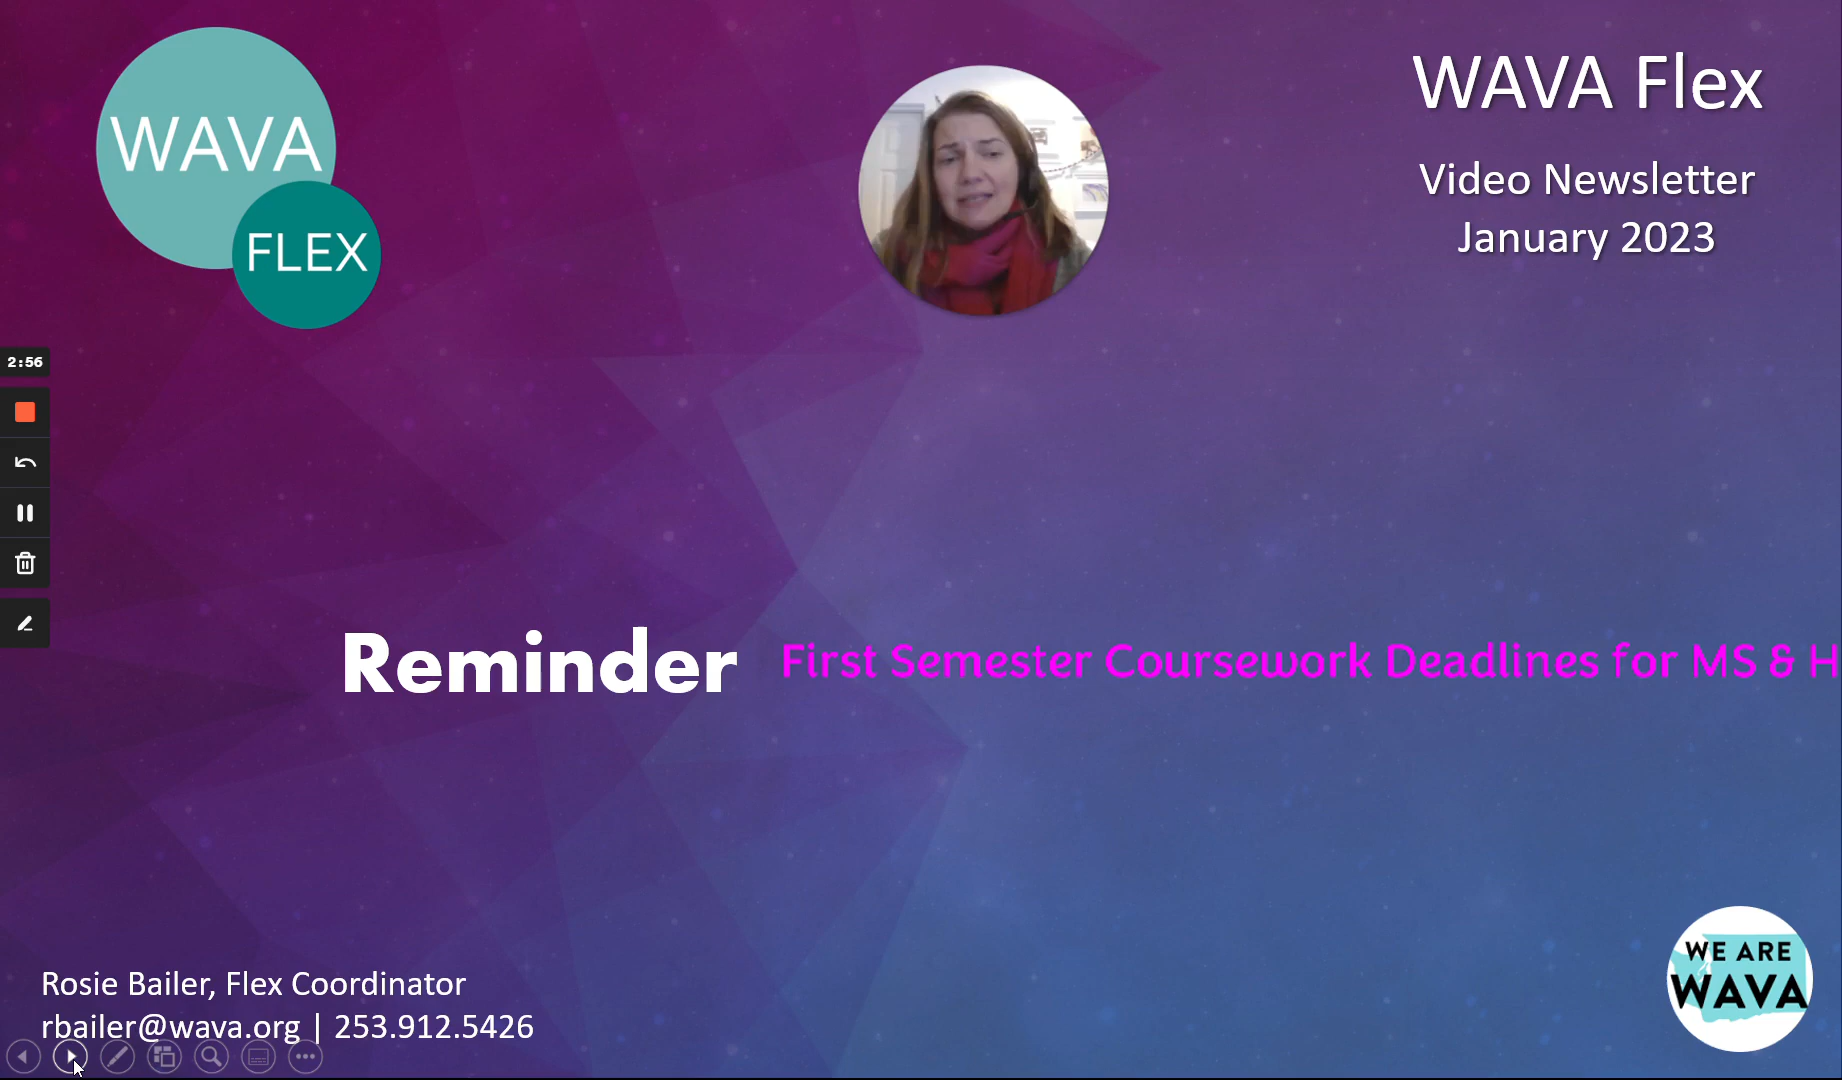 WAVA
FLEX
WAVA Flex
Video Newsletter
January 2023
2:56
Reminder
First Semester Coursework Deadlines for MS & H
Rosie Bailer, Flex Coordinator
rbailer@wava.org | 253.912.5426
WE ARE
WAVA